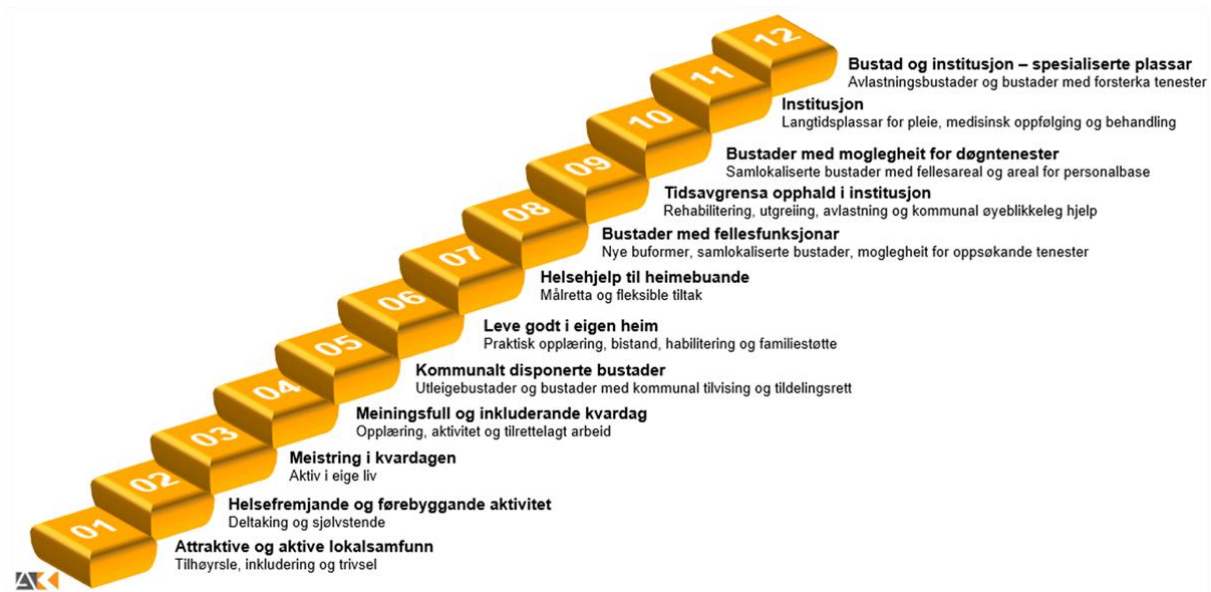 12
Bustad og institusjon – spesialiserte plassar
Avlastningsbustader og bustader med forsterka tenester
11
Institusjon
Langtidsplassar for pleie, medisinsk oppfølging og behandling
10
Bustader med moglegheit for døgntenester
Samlokaliserte bustader med fellesareal og areal for personalbase
09
Tidsavgrensa opphald i institusjon
Rehabilitering, utgreiing, avlastning og kommunal øyeblikkeleg hjelp
08
Bustader med fellesfunksjonar
Nye buformer, samlokaliserte bustader, moglegheit for oppsøkande tenester
07
Helsehjelp til heimebuande
Målretta og fleksible tiltak
06
Leve godt i eigen heim
Praktisk opplæring, bistand, habilitering og familiestøtte
05
Kommunalt disponerte bustader
Utleigebustader og bustader med kommunal tilvising og tildelingsrett
04
Meiningsfull og inkluderande kvardag
Opplæring, aktivitet og tilrettelagt arbeid
03
Meistring i kvardagen
Aktiv i eige liv
02
Helsefremjande og førebyggande aktivitet
Deltaking og sjølvstende
01
Attraktive og aktive lokalsamfunn
Tilhøyrsle, inkludering og trivsel